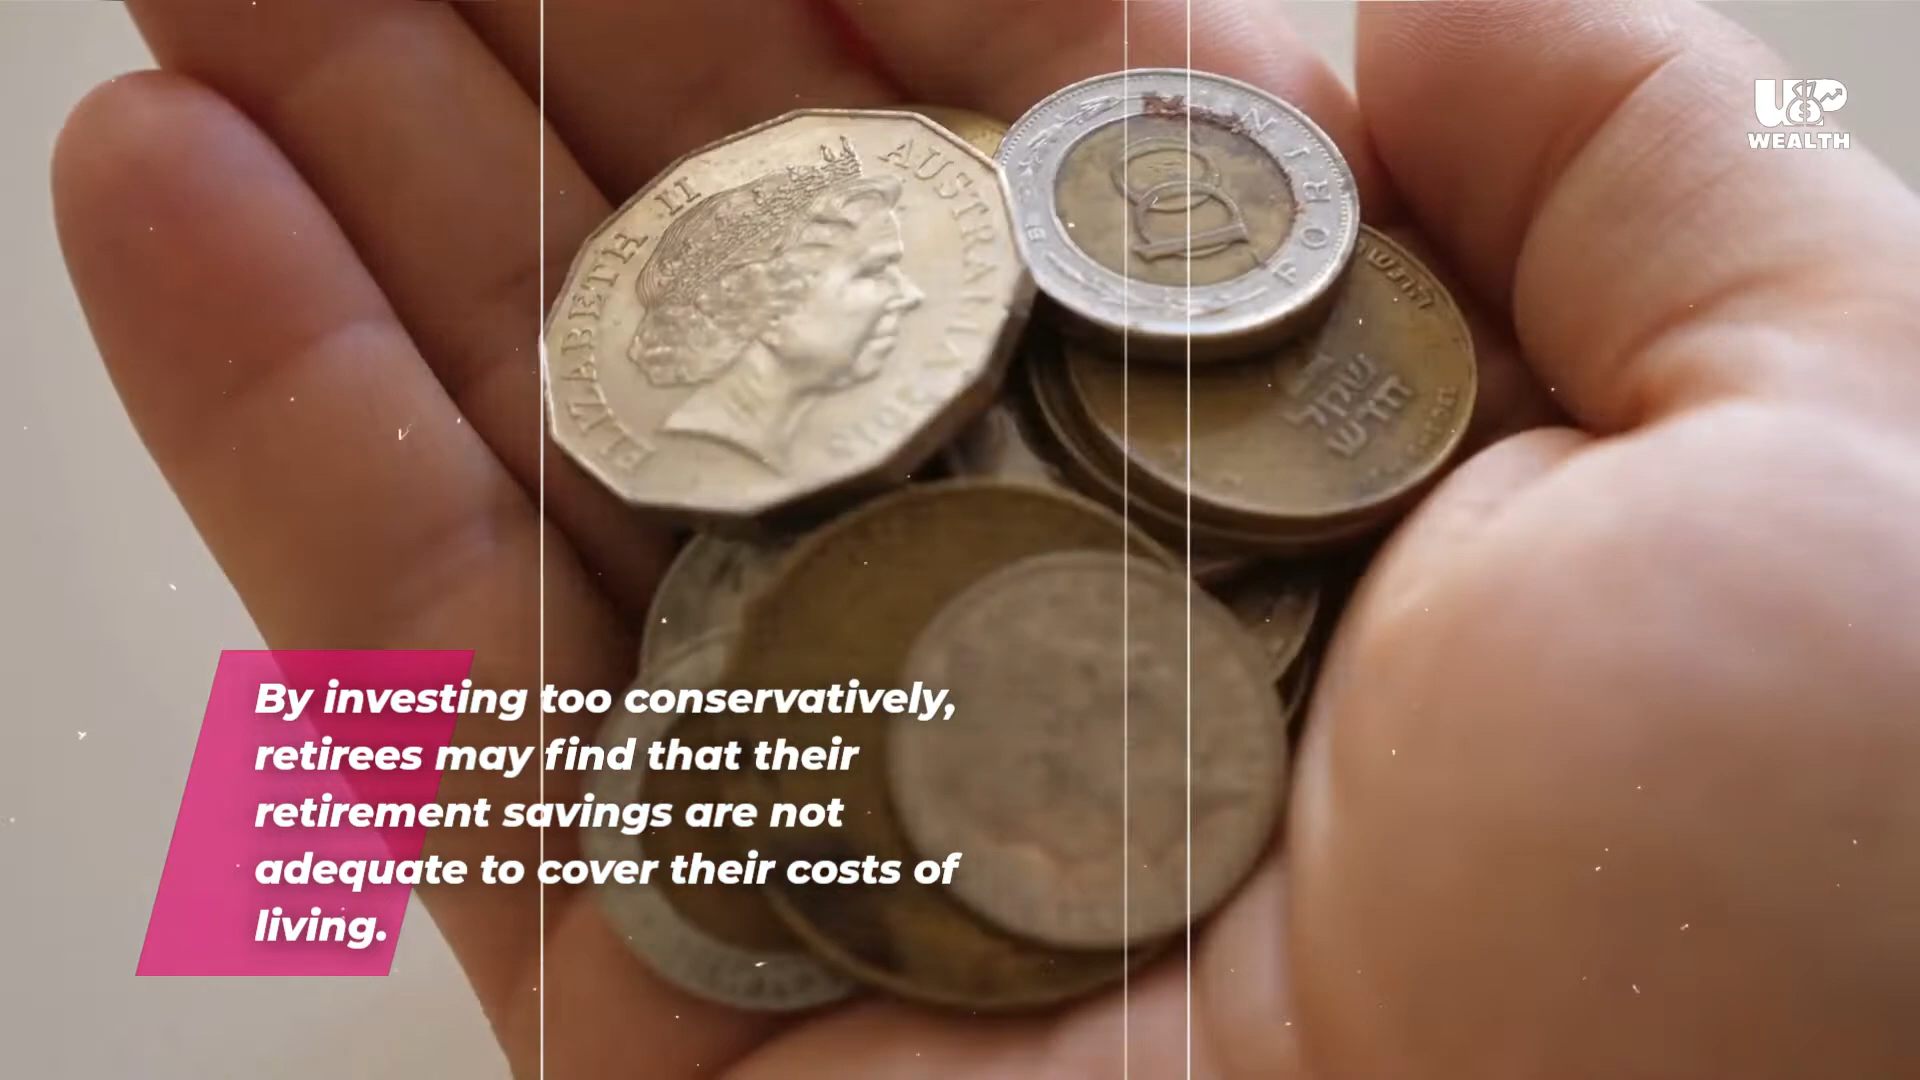 UP
WEALTH
ELIZABETH II
AUSTRALIA
FORINT
שקל
חדש
By investing too conservatively,
retirees may find that their
retirement savings are not
adequate to cover their costs of
living.